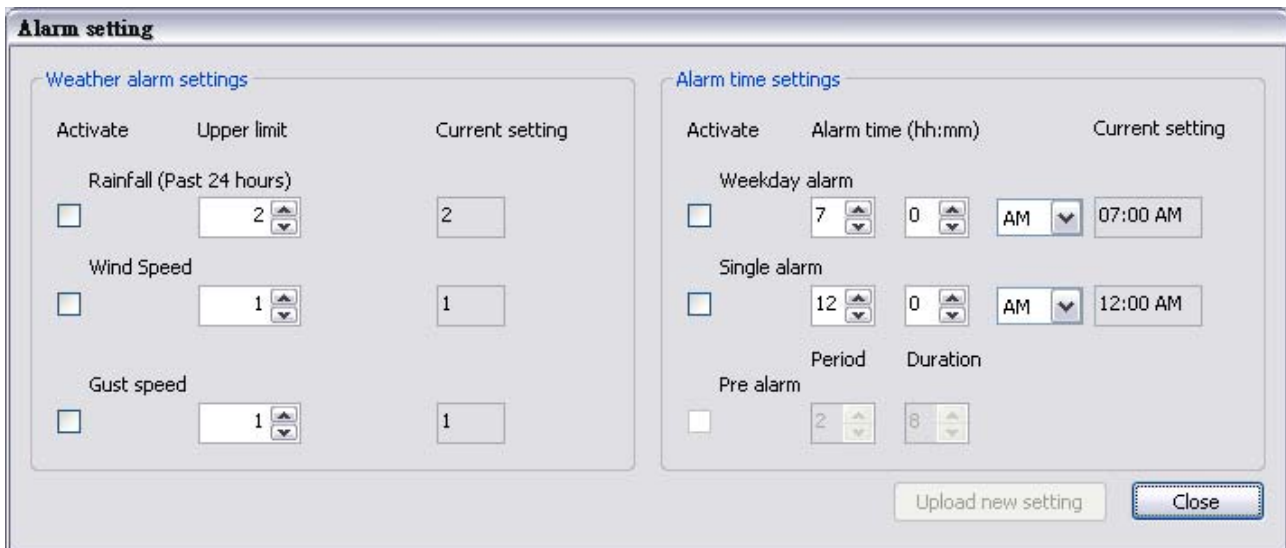 Alarm setting
Weather alarm settings
Activate Upper limit Current setting
Rainfall (Past 24 hours)
2 2
Wind Speed
1 1
Gust speed
1 1
Alarm time settings
Activate Alarm time (hh:mm) Current setting
Weekday alarm
7 0 AM 07:00 AM
Single alarm
12 0 AM 12:00 AM
Period Duration
Pre alarm
2 8
Upload new setting Close